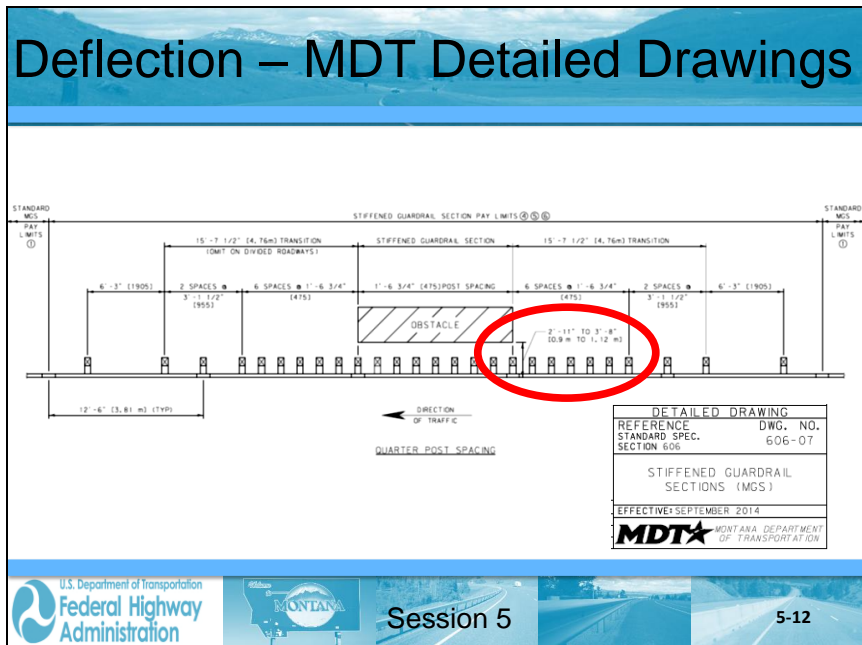 Deflection – MDT Detailed Drawings
STANDARD
MGS
PAY
LIMITS
①
STIFFENED GUARDRAIL SECTION PAY LIMITS ④⑤⑥
STANDARD
MGS
PAY
LIMITS
①
15'-7 1/2" [4.76m] TRANSITION
(OMIT ON DIVIDED ROADWAYS)
STIFFENED GUARDRAIL SECTION
15'-7 1/2" [4.76m] TRANSITION
6'-3" [1905]
2 SPACES @
3'-1 1/2"
[955]
6 SPACES @ 1'-6 3/4"
[475]
1'-6 3/4" [475] POST SPACING
6 SPACES @ 1'-6 3/4"
[475]
2 SPACES @
3'-1 1/2"
[955]
6'-3" [1905]
OBSTACLE
2'-11" TO 3'-8"
[0.9 m TO 1.12 m]
12'-6" [3.81 m] (TYP)
DIRECTION
OF TRAFFIC
QUARTER POST SPACING
DETAILED DRAWING
REFERENCE
STANDARD SPEC.
SECTION 606
DWG. NO.
606-07
STIFFENED GUARDRAIL
SECTIONS (MGS)
EFFECTIVE: SEPTEMBER 2014
MDT MONTANA DEPARTMENT
OF TRANSPORTATION
U.S. Department of Transportation
Federal Highway
Administration
Welcome
MONTANA
Session 5
5-12